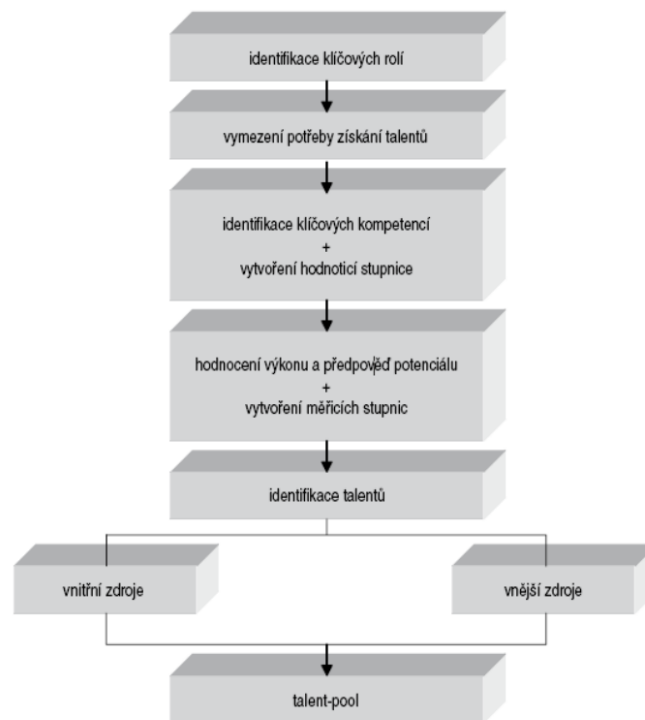 identifikace klíčových rolí
vymezení potřeby získání talentů
identifikace klíčových kompetencí
+
vytvoření hodnoticí stupnice
hodnocení výkonu a předpověď potenciálu
+
vytvoření měřicích stupnic
identifikace talentů
vnitřní zdroje
vnější zdroje
talent-pool